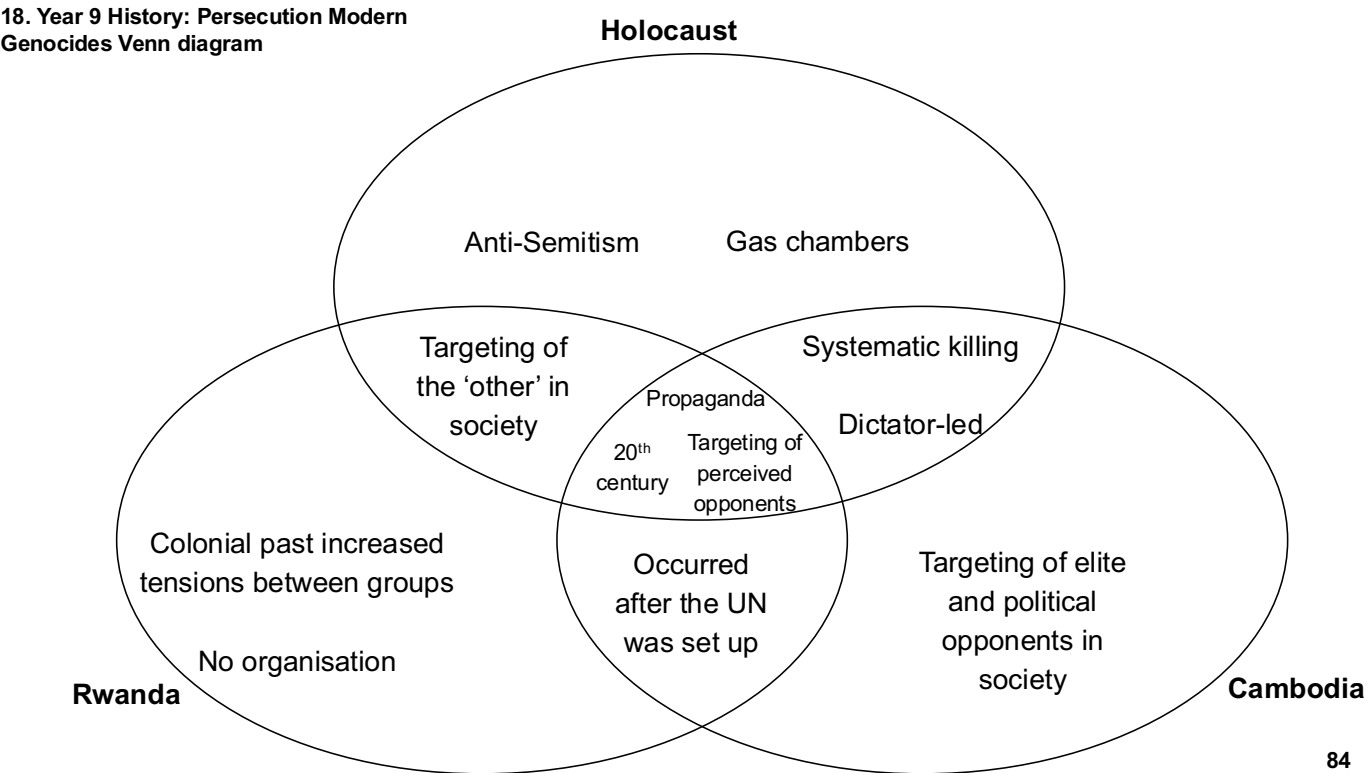 18. Year 9 History: Persecution Modern
Genocides Venn diagram
Holocaust
Anti-Semitism
Gas chambers
Targeting of
the ‘other’ in
society
Systematic killing
Dictator-led
Propaganda
20th
century
Targeting of
perceived
opponents
Colonial past increased
tensions between groups
No organisation
Rwanda
Occurred
after the UN
was set up
Targeting of elite
and political
opponents in
society
Cambodia
84